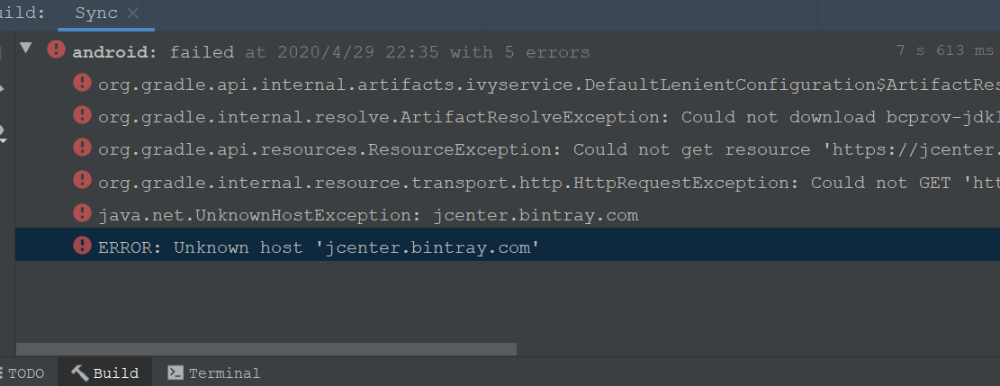 Sync
android: failed at 2020/4/29 22:35 with 5 errors 7 s 613 ms
org.gradle.api.internal.artifacts.ivyservice.DefaultLenientConfiguration$ArtifactRes
org.gradle.internal.resolve.ArtifactResolveException: Could not download bcprov-jdk1
org.gradle.api.resources.ResourceException: Could not get resource 'https://jcenter.
org.gradle.internal.resource.transport.http.HttpRequestException: Could not GET 'htt
java.net.UnknownHostException: jcenter.bintray.com
ERROR: Unknown host 'jcenter.bintray.com'
TODO Build Terminal